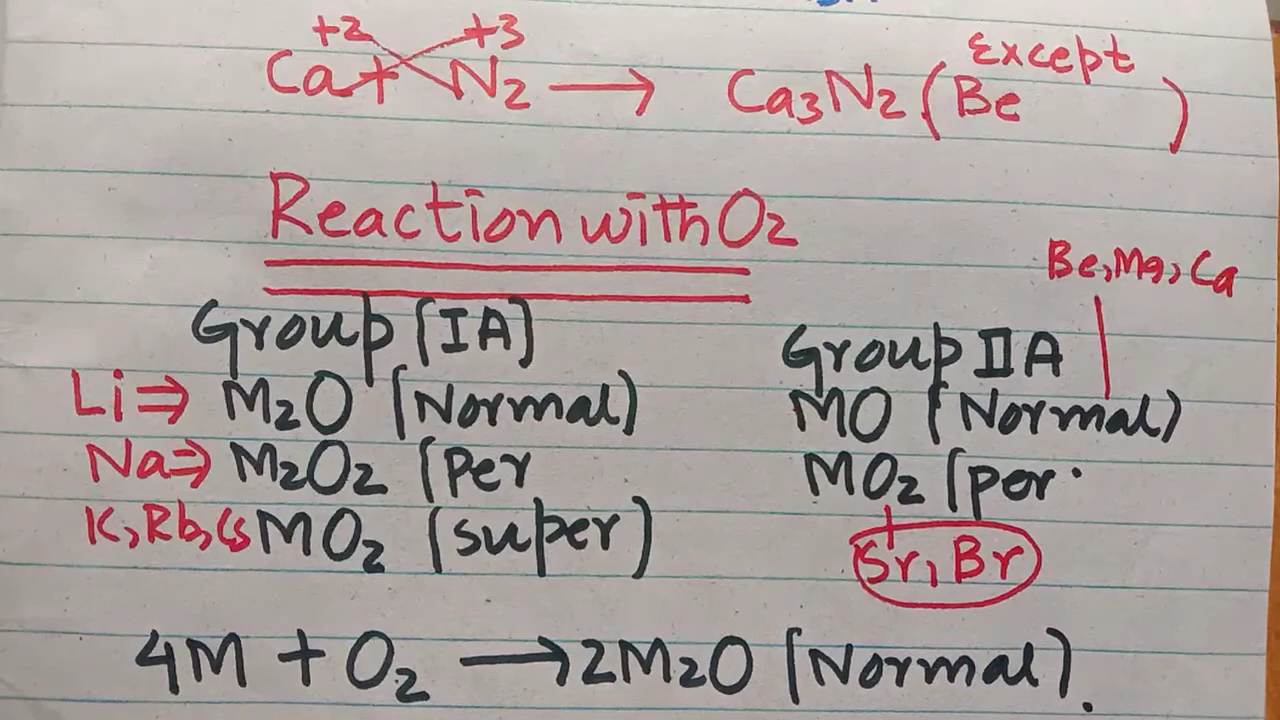 +2 +3
Ca + N2 → Ca3N2 (Be Except)
Reaction with O2
Group [IA]
Li ⇒ M2O (Normal)
Na ⇒ M2O2 (Per
K, Rb, Cs MO2 (super)
Be, Mg, Ca
Group IIA
MO (Normal)
MO2 (per.
Sr, Br
4M + O2 → 2M2O (Normal).